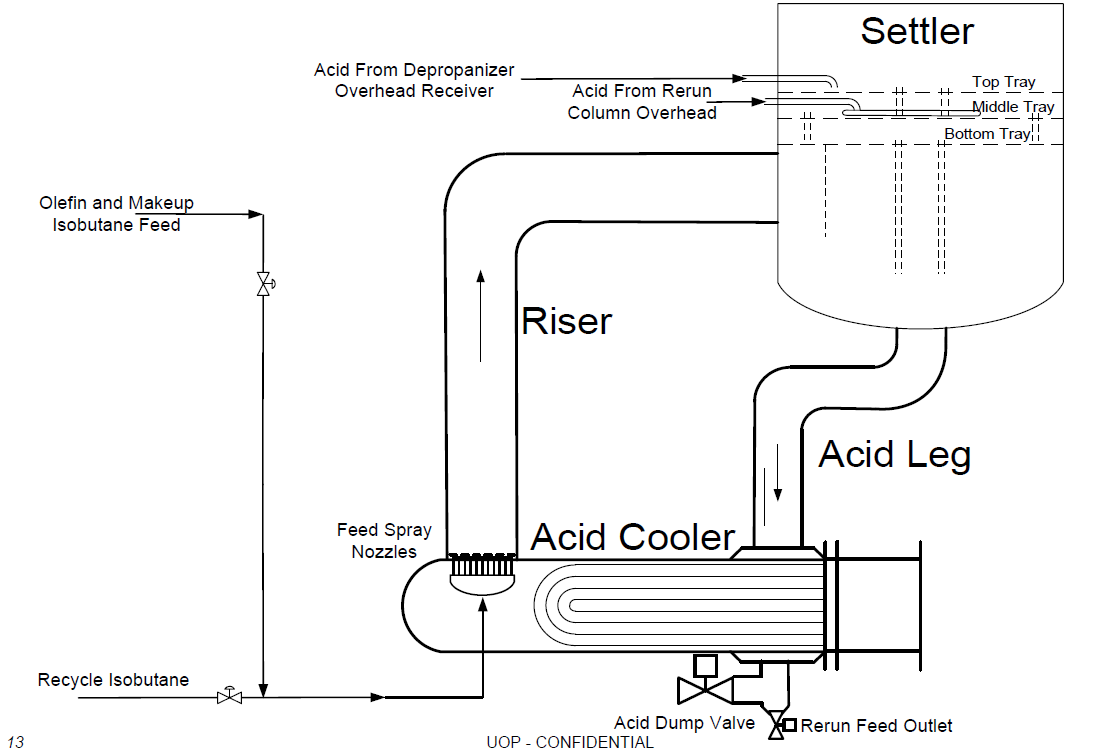 Settler
Acid From Depropanizer
Overhead Receiver
Top Tray
Acid From Rerun
Column Overhead
Middle Tray
Bottom Tray
Olefin and Makeup
Isobutane Feed
Riser
Acid Leg
Feed Spray
Nozzles
Acid Cooler
Recycle Isobutane
Acid Dump Valve
Rerun Feed Outlet
13
UOP - CONFIDENTIAL